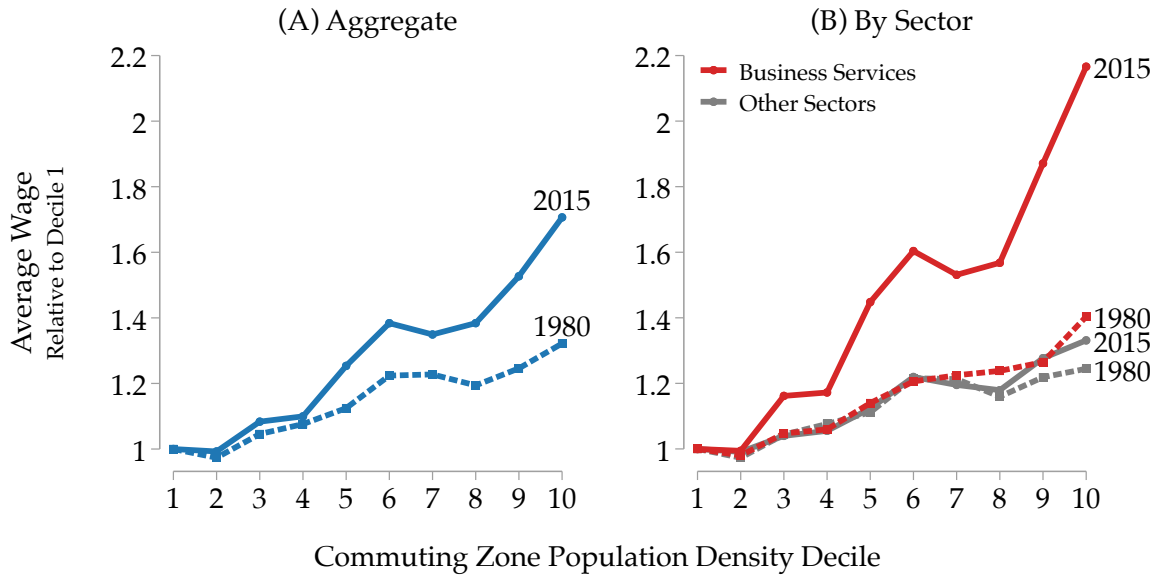 (A) Aggregate
(B) By Sector
Average Wage
Relative to Decile 1
2.2
2
1.8
1.6
1.4
1.2
1
2015
1980
1 2 3 4 5 6 7 8 9 10
2.2
2
1.8
1.6
1.4
1.2
1
Business Services
Other Sectors
2015
1980
2015
1980
1 2 3 4 5 6 7 8 9 10
Commuting Zone Population Density Decile